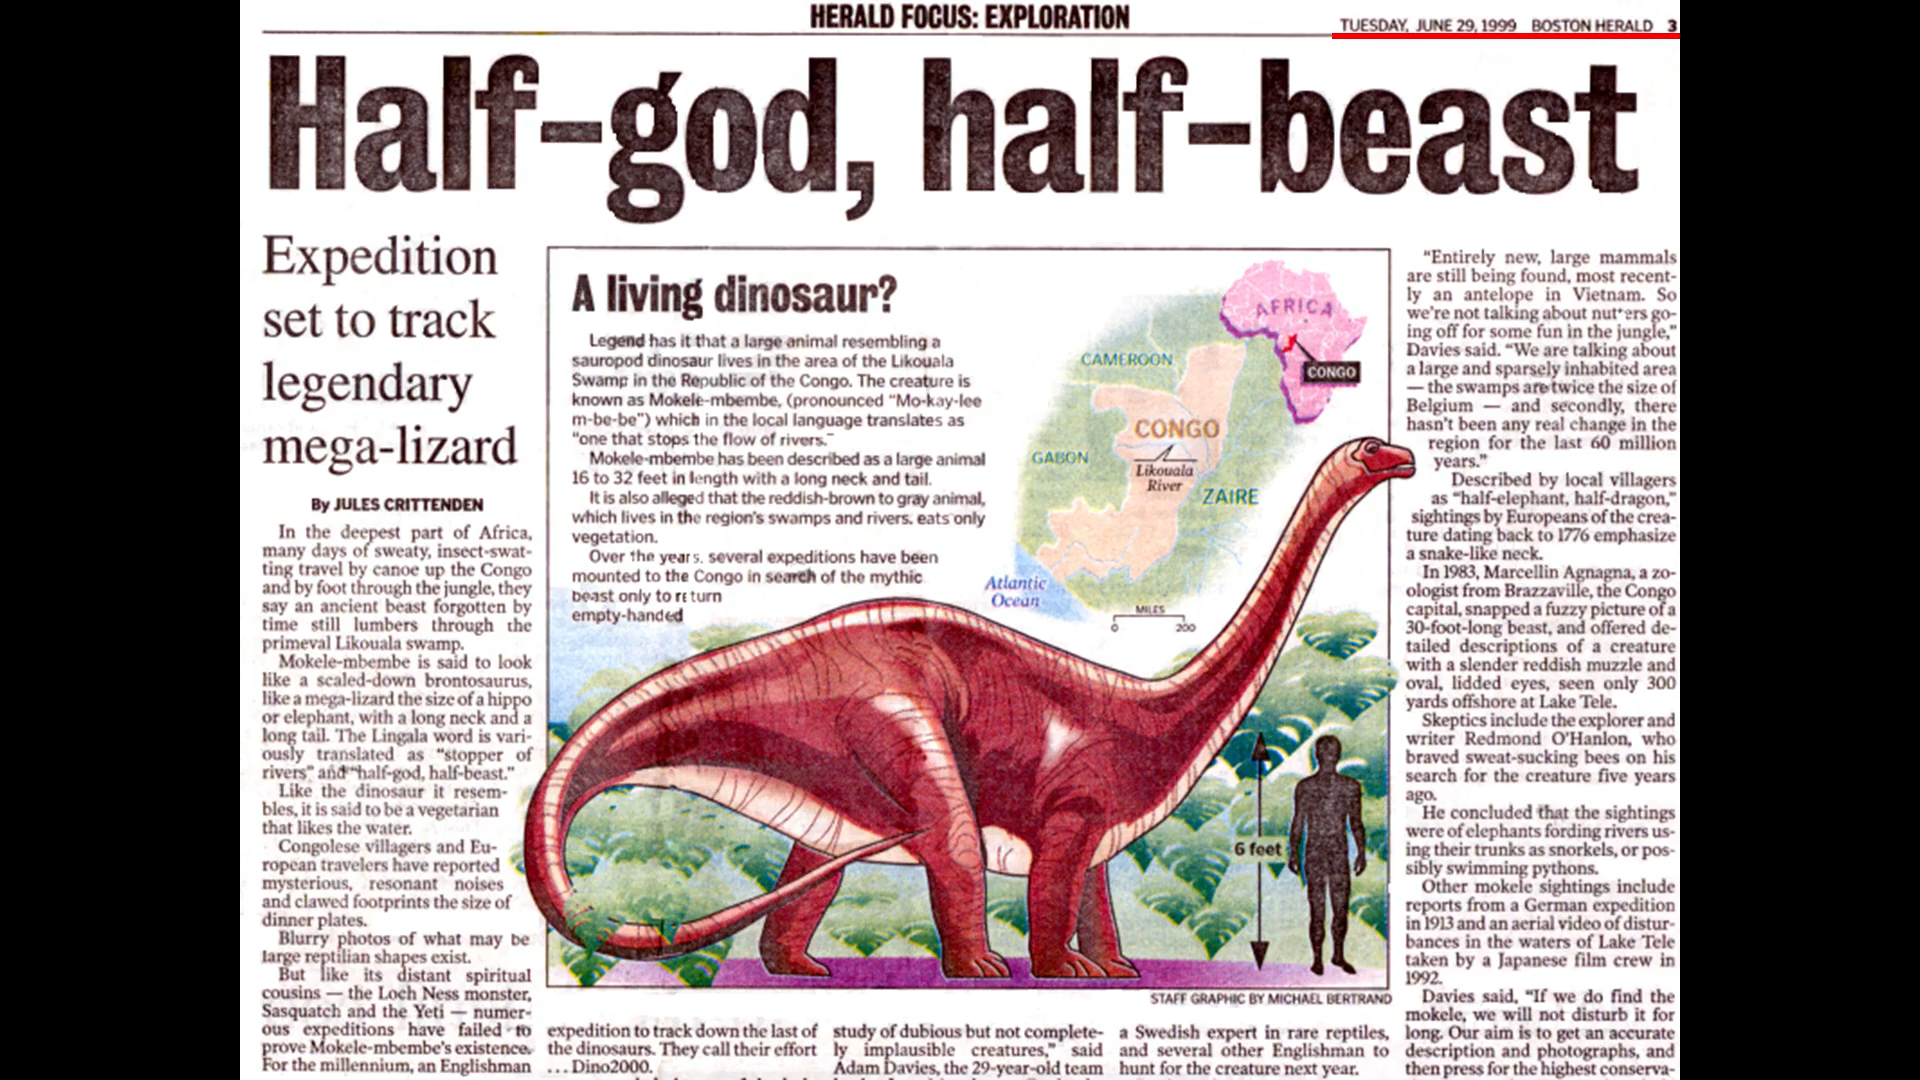 HERALD FOCUS: EXPLORATION
TUESDAY, JUNE 29, 1999 BOSTON HERALD 3
Half-god, half-beast
Expedition
set to track
legendary
mega-lizard
By JULES CRITTENDEN
In the deepest part of Africa,
many days of sweaty, insect-swat-
ting travel by canoe up the Congo
and by foot through the jungle, they
say an ancient beast forgotten by
time still lumbers through the
primeval Likouala swamp.
Mokele-mbembe is said to look
like a scaled-down brontosaurus,
like a mega-lizard the size of a hippo
or elephant, with a long neck and a
long tail. The Lingala word is vari-
ously translated as “stopper of
rivers” and “half-god, half-beast.”
Like the dinosaur it resem-
bles, it is said to be a vegetarian
that likes the water.
Congolese villagers and Eu-
ropean travelers have reported
mysterious, resonant noises
and clawed footprints the size of
dinner plates.
Blurry photos of what may be
large reptilian shapes exist.
But like its distant spiritual
cousins — the Loch Ness monster,
Sasquatch and the Yeti — numer-
ous expeditions have failed to
prove Mokele-mbembe's existence.
For the millennium, an Englishman
A living dinosaur?
Legend has it that a large animal resembling a
sauropod dinosaur lives in the area of the Likouala
Swamp in the Republic of the Congo. The creature is
known as Mokele-mbembe, (pronounced “Mo-kay-lee
m-be-be”) which in the local language translates as
“one that stops the flow of rivers.”
Mokele-mbembe has been described as a large animal
16 to 32 feet in length with a long neck and tail.
It is also alleged that the reddish-brown to gray animal,
which lives in the region's swamps and rivers. eats only
vegetation.
Over the years, several expeditions have been
mounted to the Congo in search of the mythic
beast only to return
empty-handed
AFRICA
CONGO
CAMEROON
CONGO
GABON
Likouala
River
ZAIRE
Atlantic
Ocean
MILES
0 200
6 feet
STAFF GRAPHIC BY MICHAEL BERTRAND
expedition to track down the last of
the dinosaurs. They call their effort
. . . Dino2000.
study of dubious but not complete-
ly implausible creatures,” said
Adam Davies, the 29-year-old team
a Swedish expert in rare reptiles,
and several other Englishman to
hunt for the creature next year.
“Entirely new, large mammals
are still being found, most recent-
ly an antelope in Vietnam. So
we're not talking about nutters go-
ing off for some fun in the jungle,”
Davies said. “We are talking about
a large and sparsely inhabited area
— the swamps are twice the size of
Belgium — and secondly, there
hasn't been any real change in the
region for the last 60 million
years.”
Described by local villagers
as “half-elephant, half-dragon,”
sightings by Europeans of the crea-
ture dating back to 1776 emphasize
a snake-like neck.
In 1983, Marcellin Agnagna, a zo-
ologist from Brazzaville, the Congo
capital, snapped a fuzzy picture of a
30-foot-long beast, and offered de-
tailed descriptions of a creature
with a slender reddish muzzle and
oval, lidded eyes, seen only 300
yards offshore at Lake Tele.
Skeptics include the explorer and
writer Redmond O'Hanlon, who
braved sweat-sucking bees on his
search for the creature five years
ago.
He concluded that the sightings
were of elephants fording rivers us-
ing their trunks as snorkels, or pos-
sibly swimming pythons.
Other mokele sightings include
reports from a German expedition
in 1913 and an aerial video of distur-
bances in the waters of Lake Tele
taken by a Japanese film crew in
1992.
Davies said, “If we do find the
mokele, we will not disturb it for
long. Our aim is to get an accurate
description and photographs, and
then press for the highest conserva-